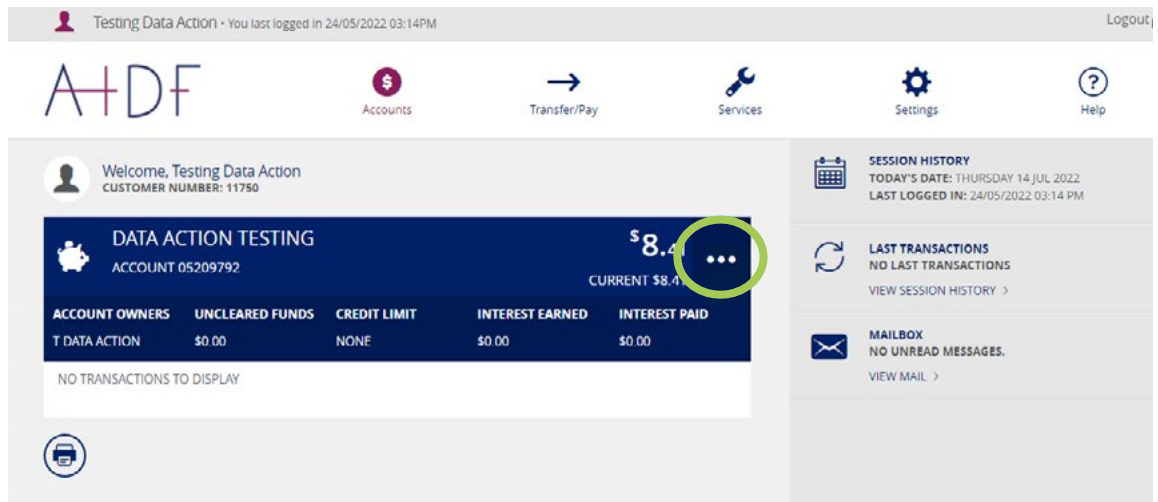 Testing Data Action • You last logged in 24/05/2022 03:14PM
Logout
A+DF
Accounts
Transfer/Pay
Services
Settings
Help
Welcome, Testing Data Action
CUSTOMER NUMBER: 11750
SESSION HISTORY
TODAY'S DATE: THURSDAY 14 JUL 2022
LAST LOGGED IN: 24/05/2022 03:14 PM
DATA ACTION TESTING
ACCOUNT 05209792
$8.41
CURRENT $8.41
ACCOUNT OWNERS UNCLEARED FUNDS CREDIT LIMIT INTEREST EARNED INTEREST PAID
T DATA ACTION $0.00 NONE $0.00 $0.00
NO TRANSACTIONS TO DISPLAY
LAST TRANSACTIONS
NO LAST TRANSACTIONS
VIEW SESSION HISTORY >
MAILBOX
NO UNREAD MESSAGES.
VIEW MAIL >